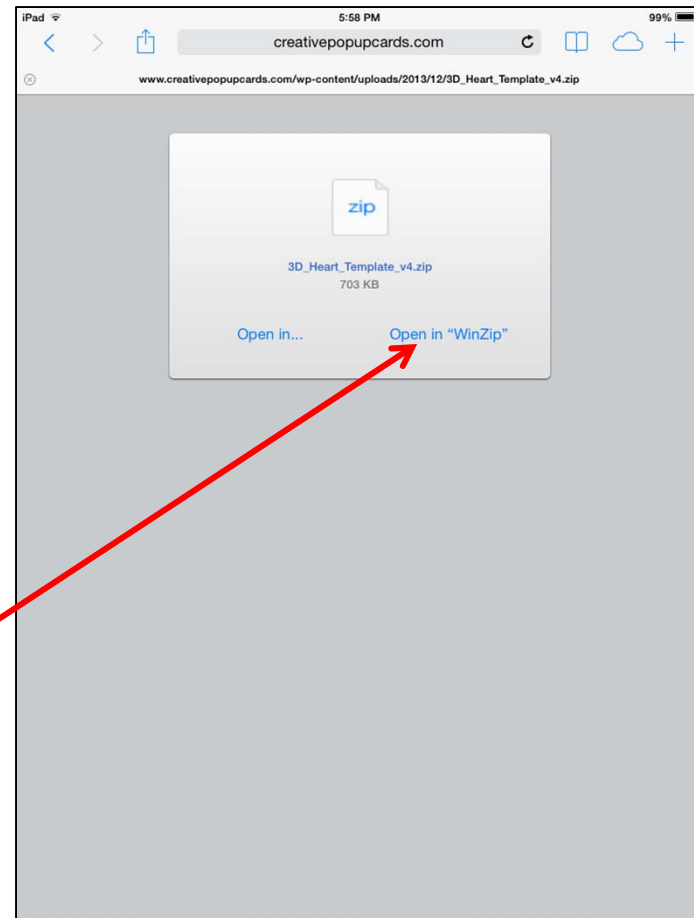 iPad 5:58 PM 99%
creativepopupcards.com
www.creativepopupcards.com/wp-content/uploads/2013/12/3D_Heart_Template_v4.zip
zip
3D_Heart_Template_v4.zip
703 KB
Open in... Open in “WinZip”